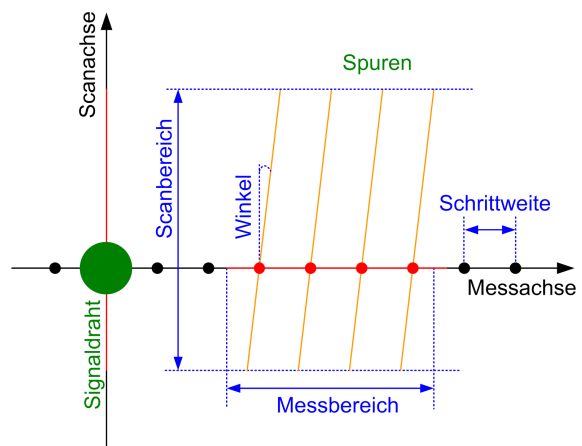 Scanachse
Spuren
Scanbereich
Winkel
Schrittweite
Messachse
Signaldraht
Messbereich